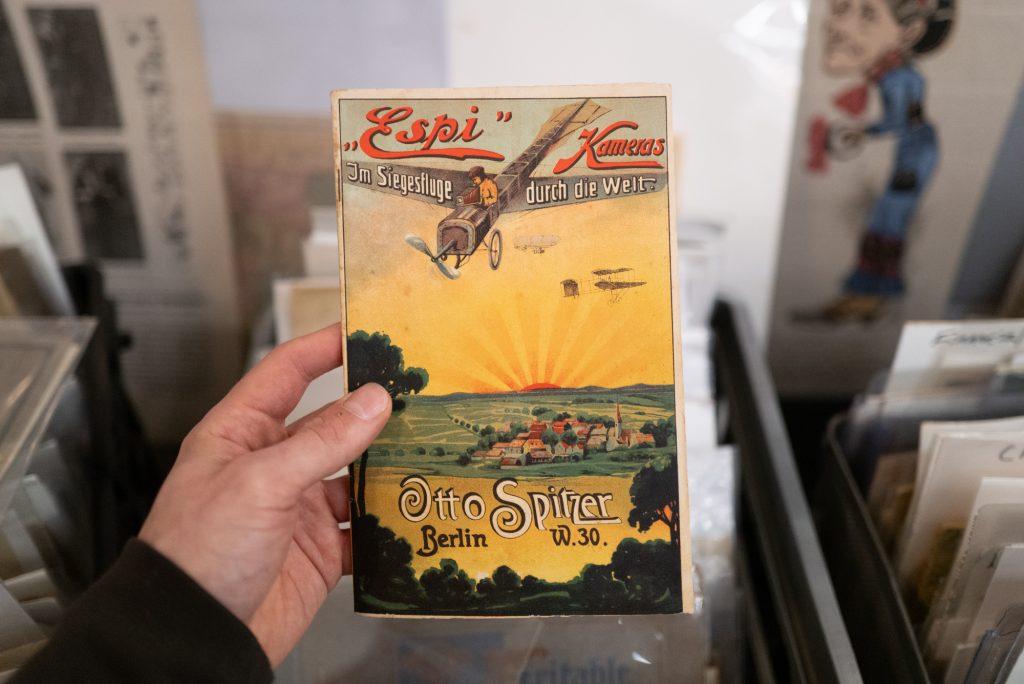 „Espi” Kameras
Im Siegesfluge durch die Welt.
Otto Spitzer
Berlin W.30.